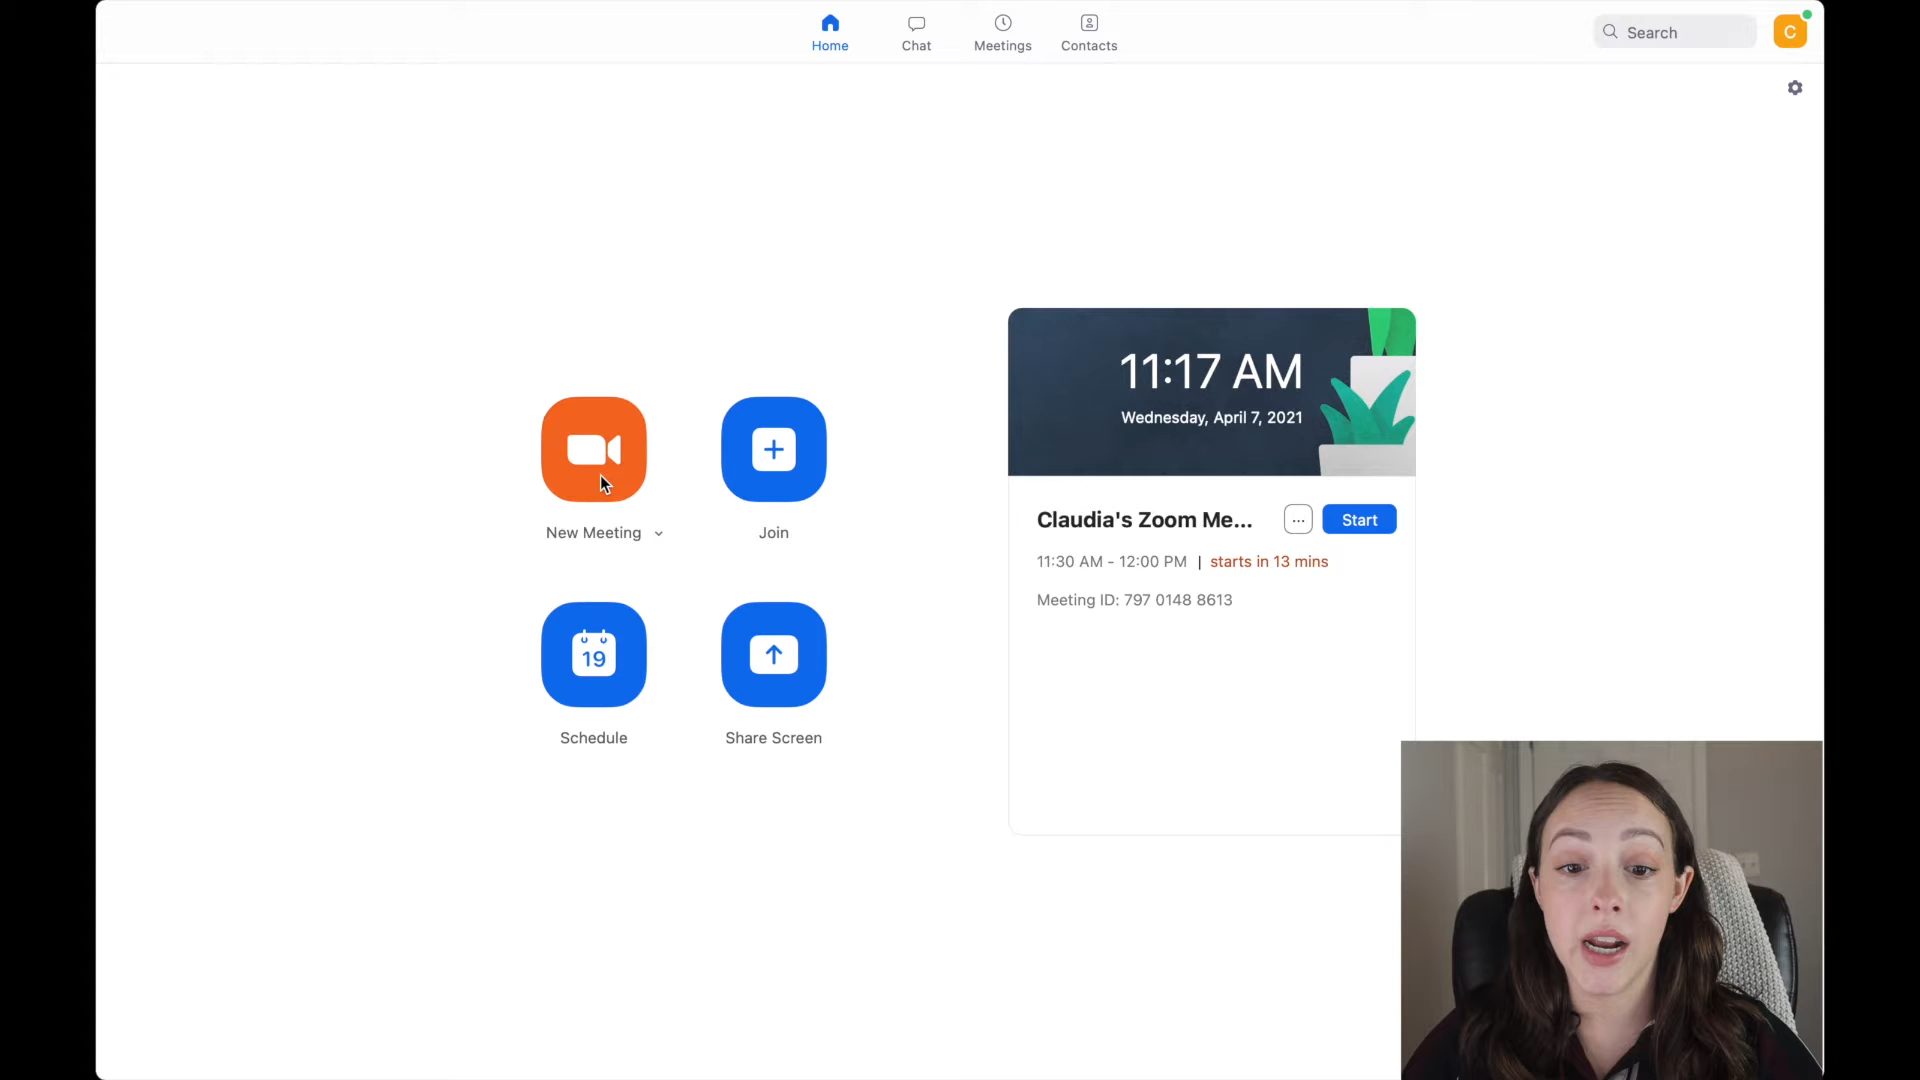 Home
Chat
Meetings
Contacts
Search
C
11:17 AM
Wednesday, April 7, 2021
New Meeting
Join
Claudia's Zoom Me...
...
Start
11:30 AM - 12:00 PM | starts in 13 mins
Meeting ID: 797 0148 8613
19
Schedule
Share Screen